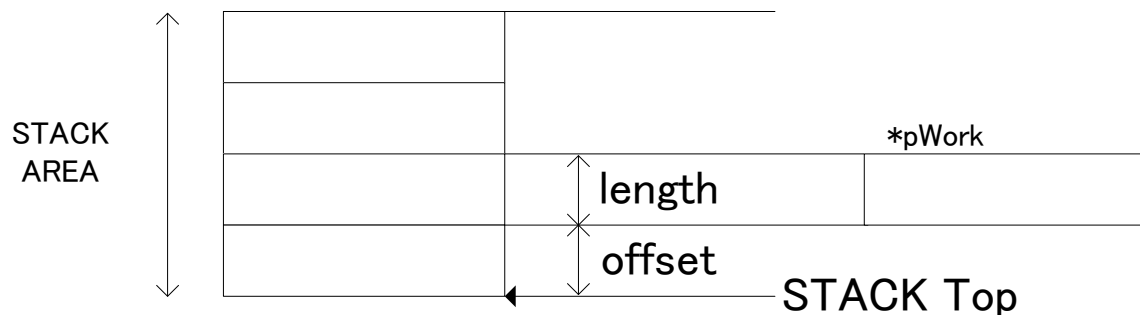 STACK
AREA
*pWork
length
offset
STACK Top